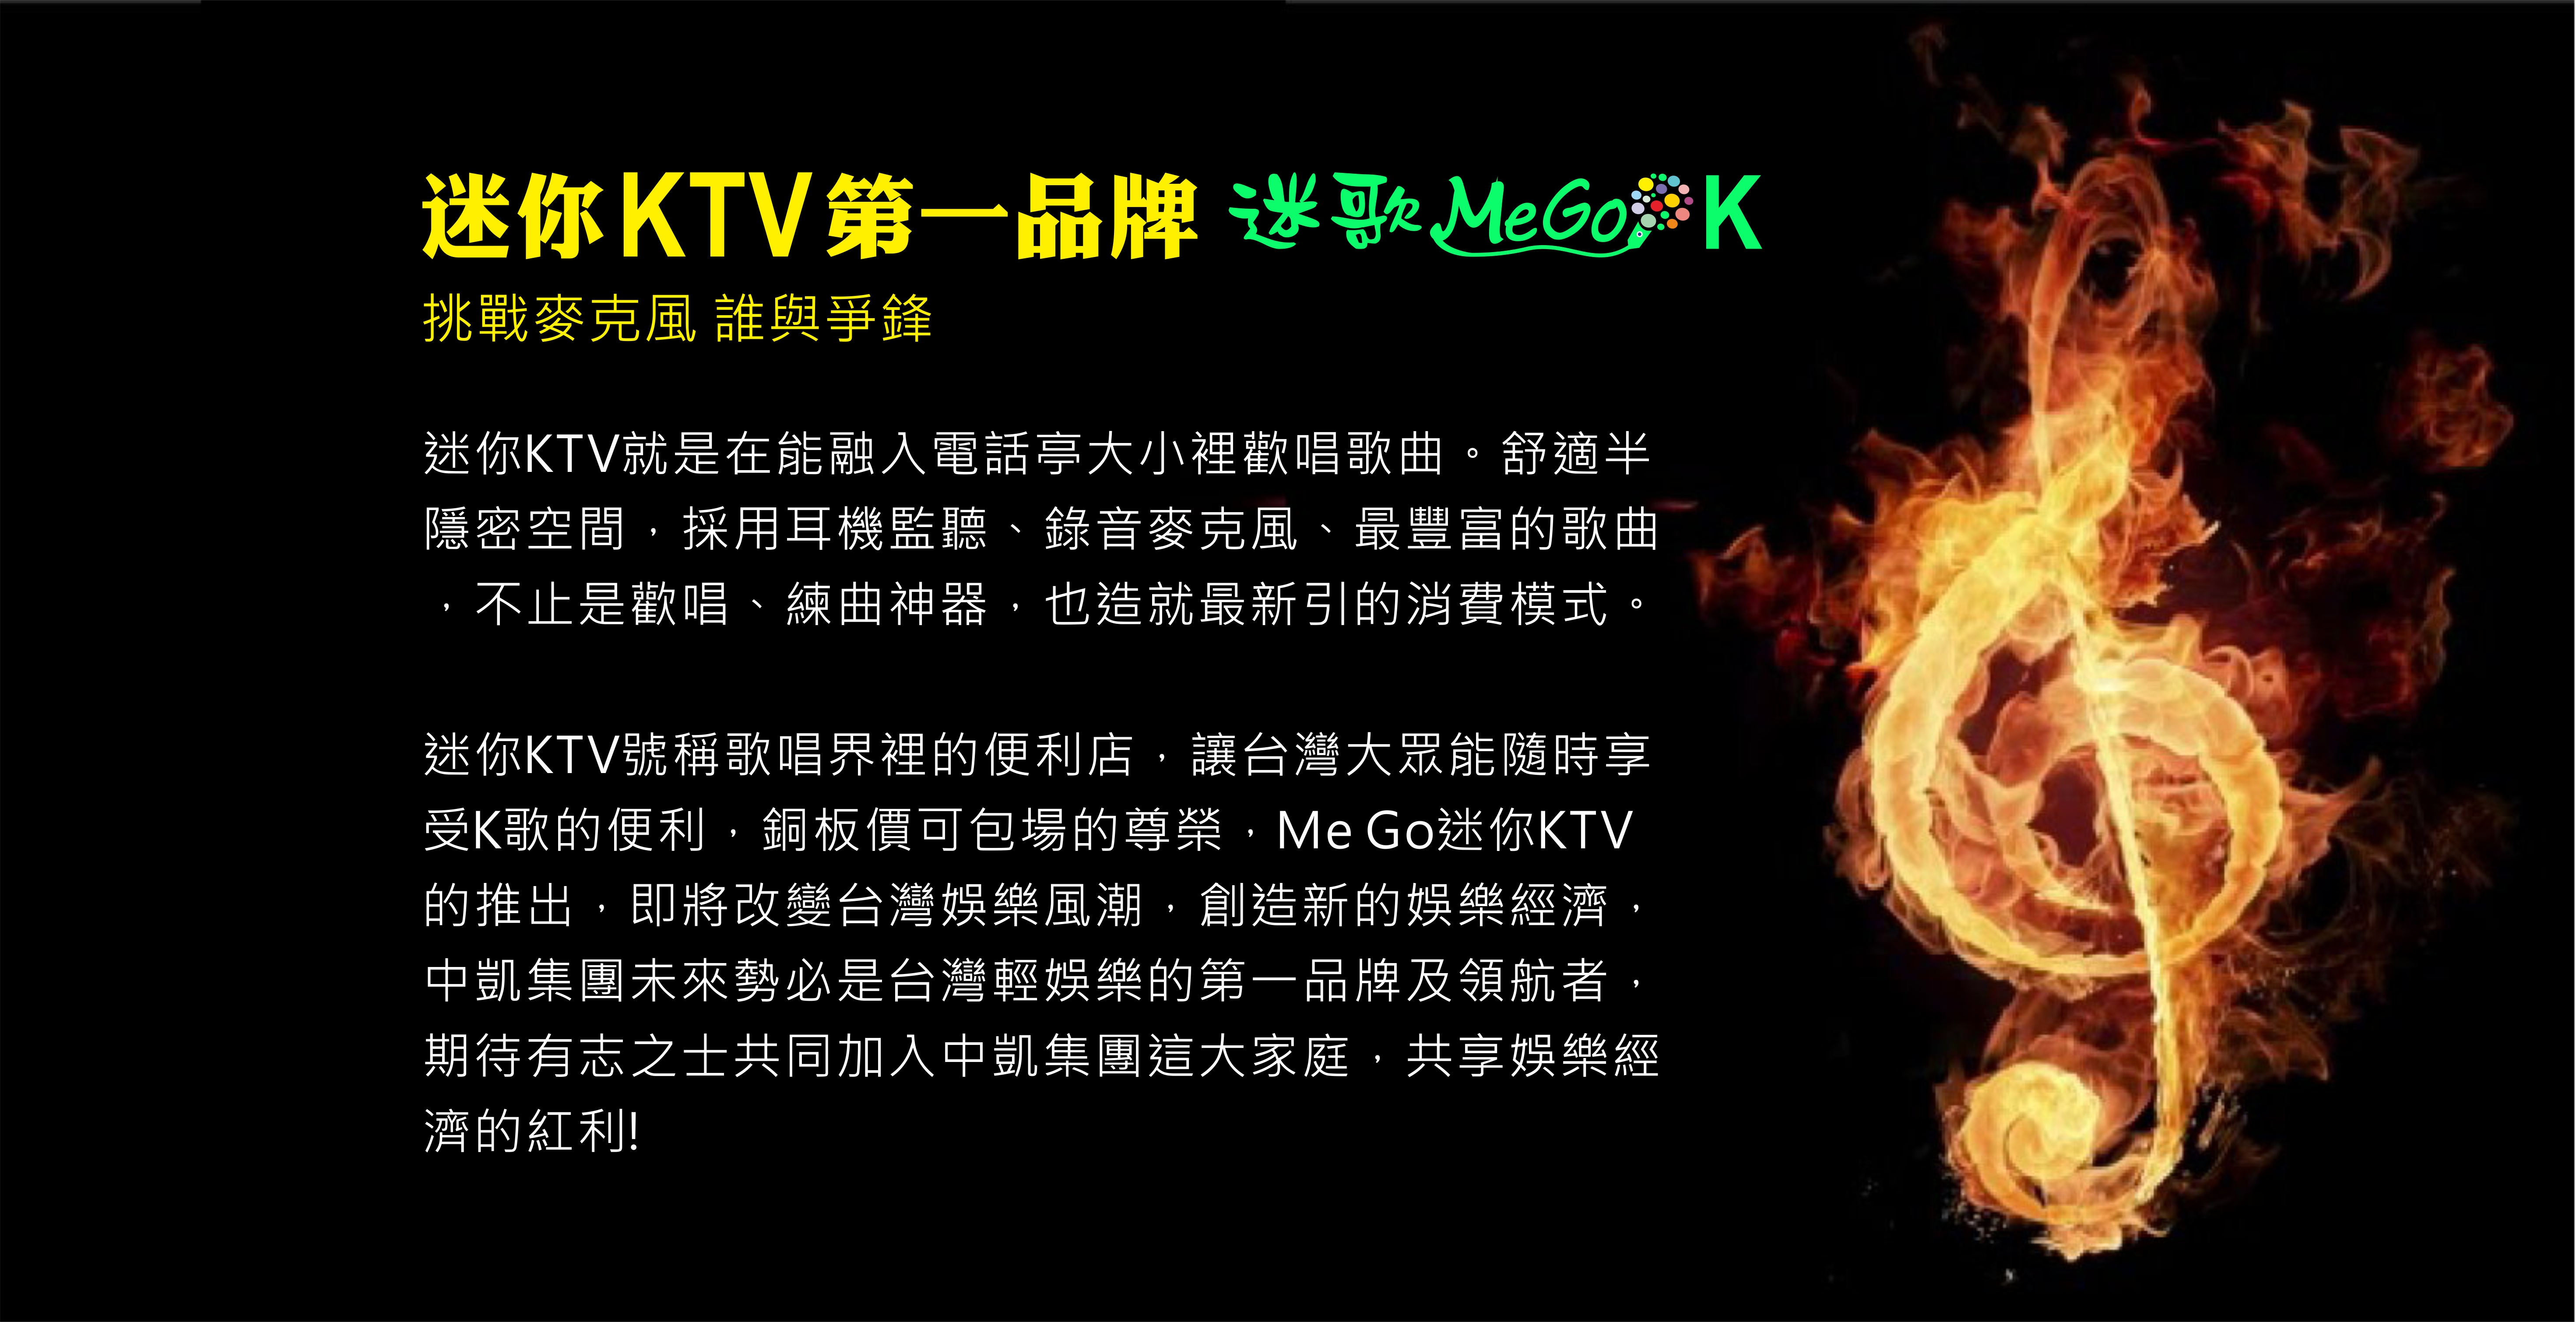 迷你KTV第一品牌 迷歌MeGo K
挑戰麥克風 誰與爭鋒
迷你KTV就是在能融入電話亭大小裡歡唱歌曲。舒適半
隱密空間，採用耳機監聽、錄音麥克風、最豐富的歌曲
，不止是歡唱、練曲神器，也造就最新引的消費模式。
迷你KTV號稱歌唱界裡的便利店，讓台灣大眾能隨時享
受K歌的便利，銅板價可包場的尊榮，Me Go迷你KTV
的推出，即將改變台灣娛樂風潮，創造新的娛樂經濟，
中凱集團未來勢必是台灣輕娛樂的第一品牌及領航者，
期待有志之士共同加入中凱集團這大家庭，共享娛樂經
濟的紅利!